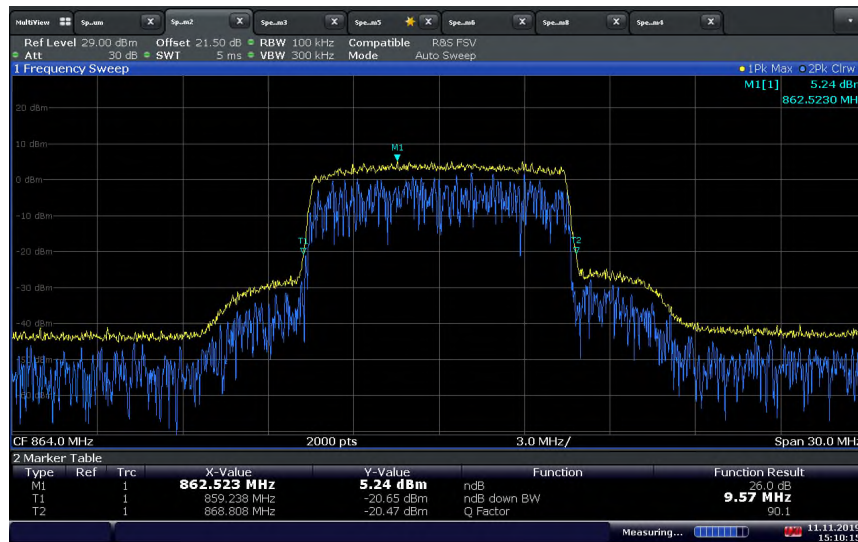 MultiView Sp..um X Sp..m2 X Spe..m3 X Spe..m5 X Spe..m6 X Spe..m8 X Spe..m4 X
Ref Level 29.00 dBm Offset 21.50 dB RBW 100 kHz Compatible R&S FSV
Att 30 dB SWT 5 ms VBW 300 kHz Mode Auto Sweep
1 Frequency Sweep 1Pk Max 2Pk Clrw
M1[1] 5.24 dBm
862.5230 MH
20 dBm
10 dBm
M1
0 dBm
-10 dBm
T1 T2
-20 dBm
-30 dBm
-40 dBm
CF 864.0 MHz 2000 pts 3.0 MHz/ Span 30.0 MHz
2 Marker Table
Type Ref Trc X-Value Y-Value Function Function Result
M1 1 862.523 MHz 5.24 dBm ndB 26.0 dB
T1 1 859.238 MHz -20.65 dBm ndB down BW 9.57 MHz
T2 1 868.808 MHz -20.47 dBm Q Factor 90.1
Measuring... 11.11.2019
15:10:15